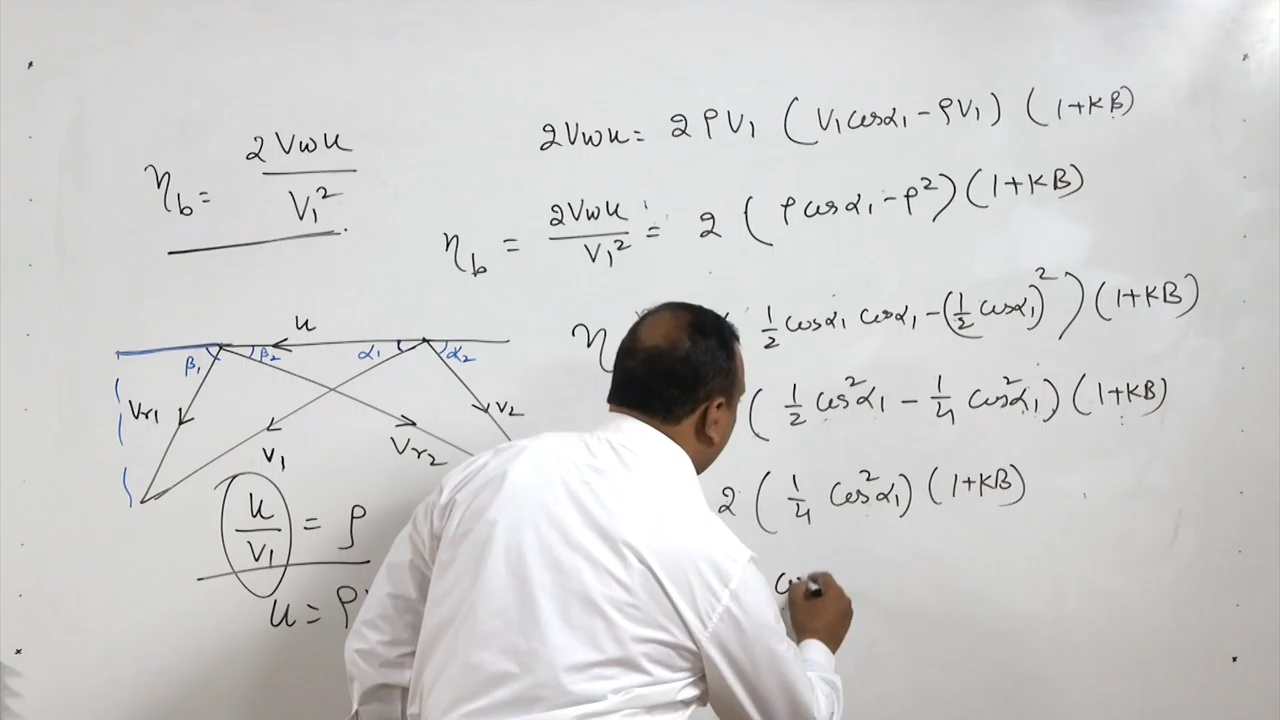 η_b = 2Vwu / V₁²
u
β₁ β₂ α₁ α₂
Vr₁ V₁ Vr₂ V₂
u / V₁ = ρ
u = ρ
2Vwu = 2ρV₁ (V₁cosα₁ - ρV₁) (1+KB)
η_b = 2Vwu / V₁² = 2 (ρcosα₁ - ρ²)(1+KB)
η 1/2 cosα₁ cosα₁ - (1/2 cosα₁)²) (1+KB)
(1/2 cos²α₁ - 1/4 cos²α₁) (1+KB)
2 (1/4 cos²α₁) (1+KB)